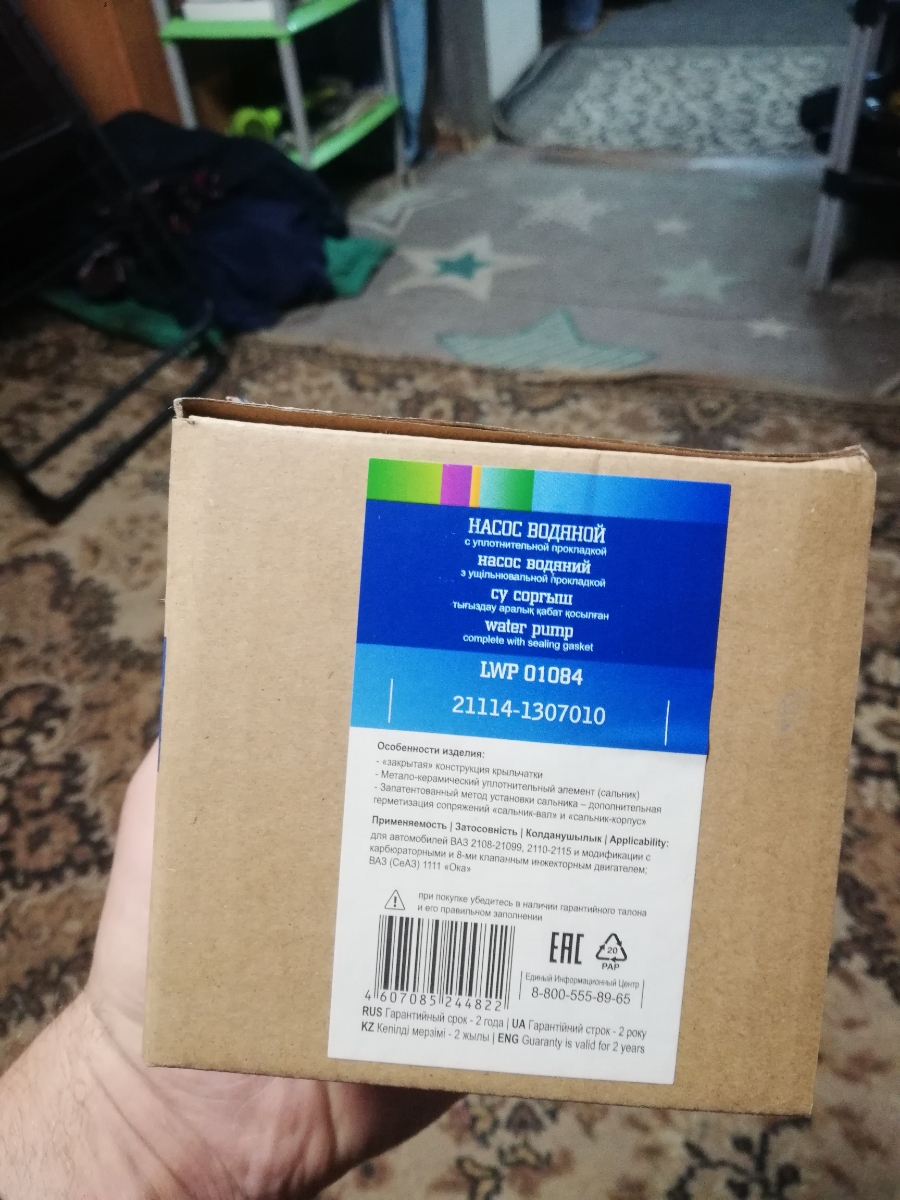 НАСОС ВОДЯНОЙ
с уплотнительной прокладкой
насос водяний
з ущільнювальной прокладкой
су соргыш
тығыздау аралық қабат қосылған
water pump
complete with sealing gasket
LWP 01084
21114-1307010
Особенности изделия:
- «закрытая» конструкция крыльчатки
- Метало-керамический уплотнительный элемент (сальник)
- Запатентованный метод установки сальника – дополнительная
герметизация сопряжений «сальник-вал» и «сальник-корпус»
Применяемость | Затосовність | Колданушылык | Applicability:
для автомобилей ВАЗ 2108-21099, 2110-2115 и модификации с
карбюраторными и 8-ми клапанным инжекторным двигателем;
ВАЗ (СеАЗ) 1111 «Ока»
при покупке убедитесь в наличии гарантийного талона
и его правильном заполнении
EAC
20
PAP
Единый Информационный Центр
8-800-555-89-65
4 607085 244822
RUS Гарантийный срок - 2 года | UA Гарантійний строк - 2 року
KZ Кепілді мерзімі - 2 жылы | ENG Guaranty is valid for 2 years